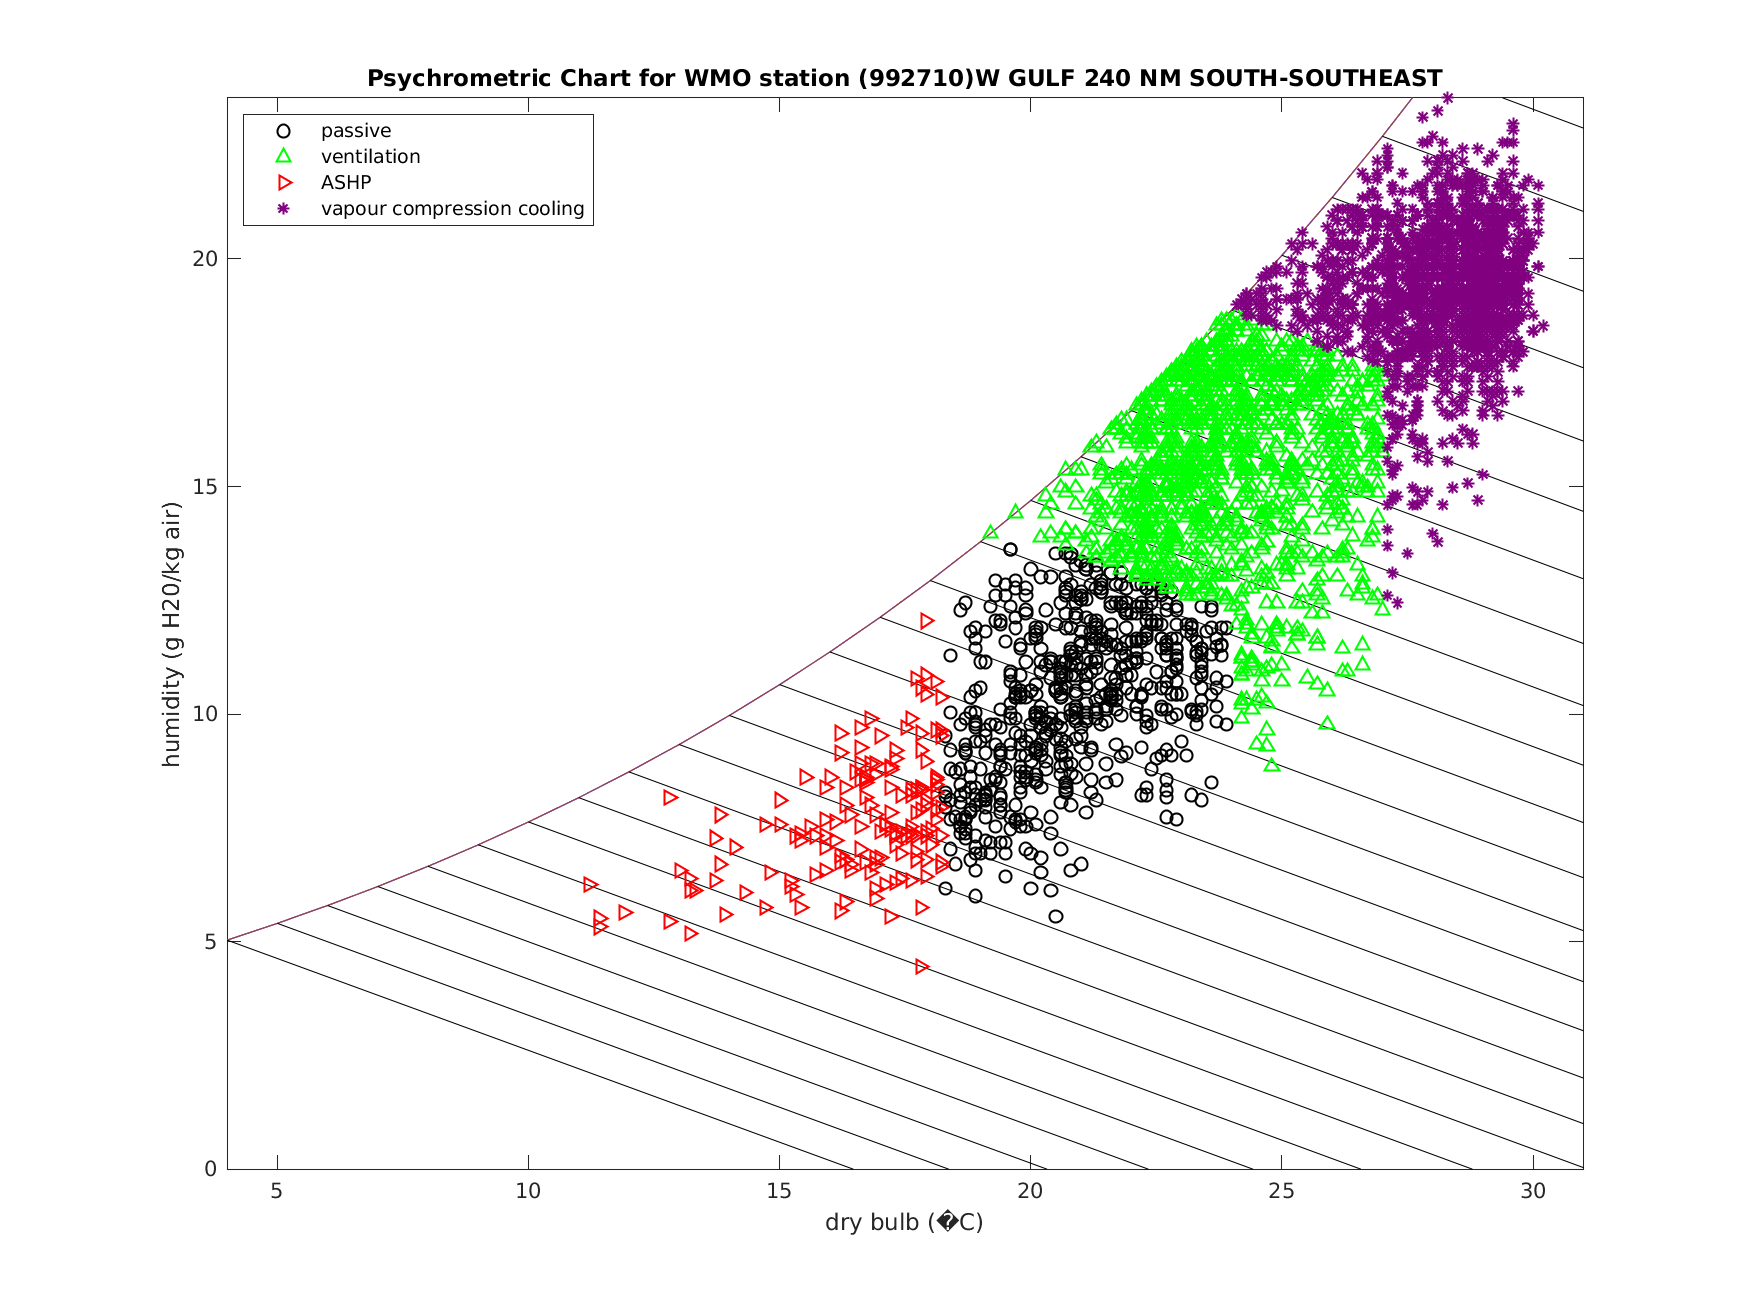 Psychrometric Chart for WMO station (992710)W GULF 240 NM SOUTH-SOUTHEAST
passive
ventilation
ASHP
vapour compression cooling
humidity (g H20/kg air)
20
15
10
5
0
5
10
15
20
25
30
dry bulb (�C)